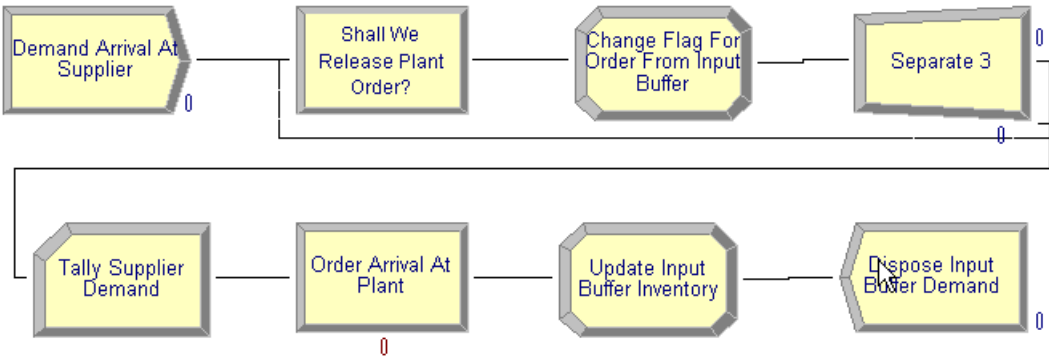 Demand Arrival At
Supplier
0
Shall We
Release Plant
Order?
Change Flag For
Order From Input
Buffer
Separate 3
0
0
Tally Supplier
Demand
Order Arrival At
Plant
0
Update Input
Buffer Inventory
Dispose Input
Buffer Demand
0